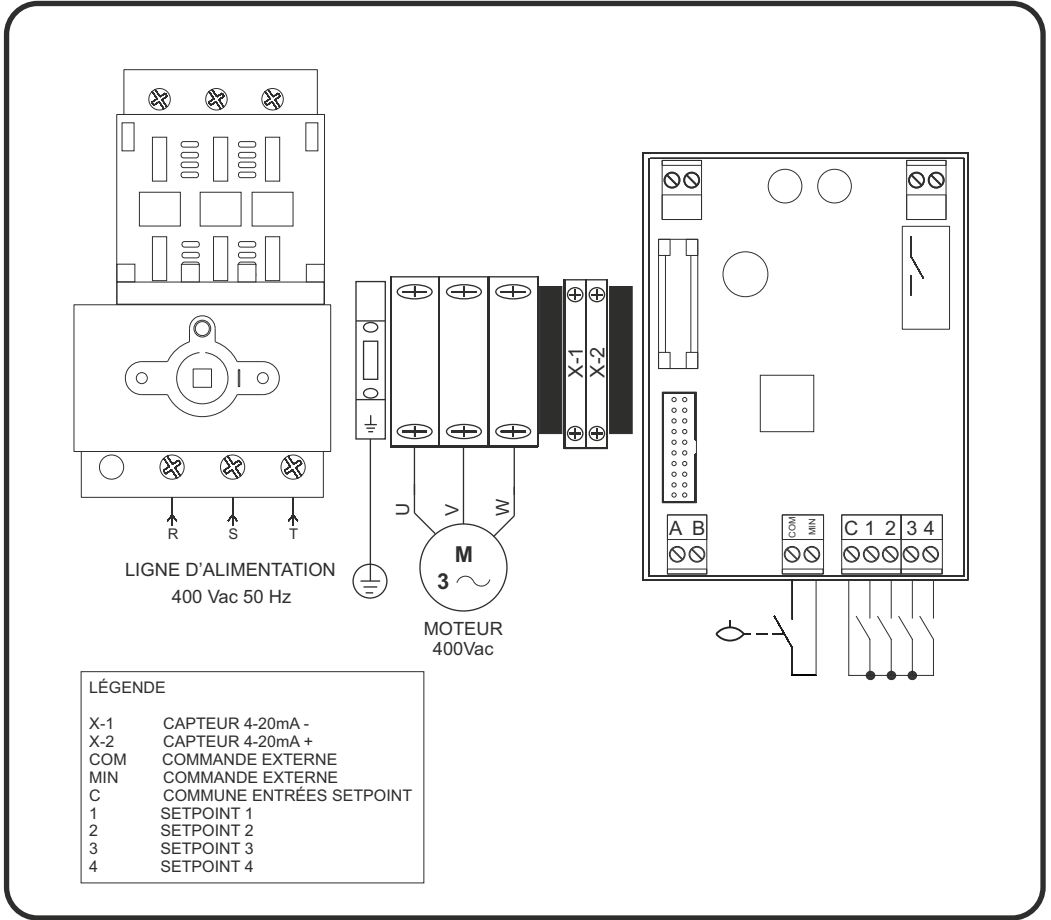 X-1
X-2
A B
COM
MIN
C 1 2 3 4
R S T
U
V
W
M
3
LIGNE D'ALIMENTATION
400 Vac 50 Hz
MOTEUR
400Vac
LÉGENDE
X-1 CAPTEUR 4-20mA -
X-2 CAPTEUR 4-20mA +
COM COMMANDE EXTERNE
MIN COMMANDE EXTERNE
C COMMUNE ENTRÉES SETPOINT
1 SETPOINT 1
2 SETPOINT 2
3 SETPOINT 3
4 SETPOINT 4